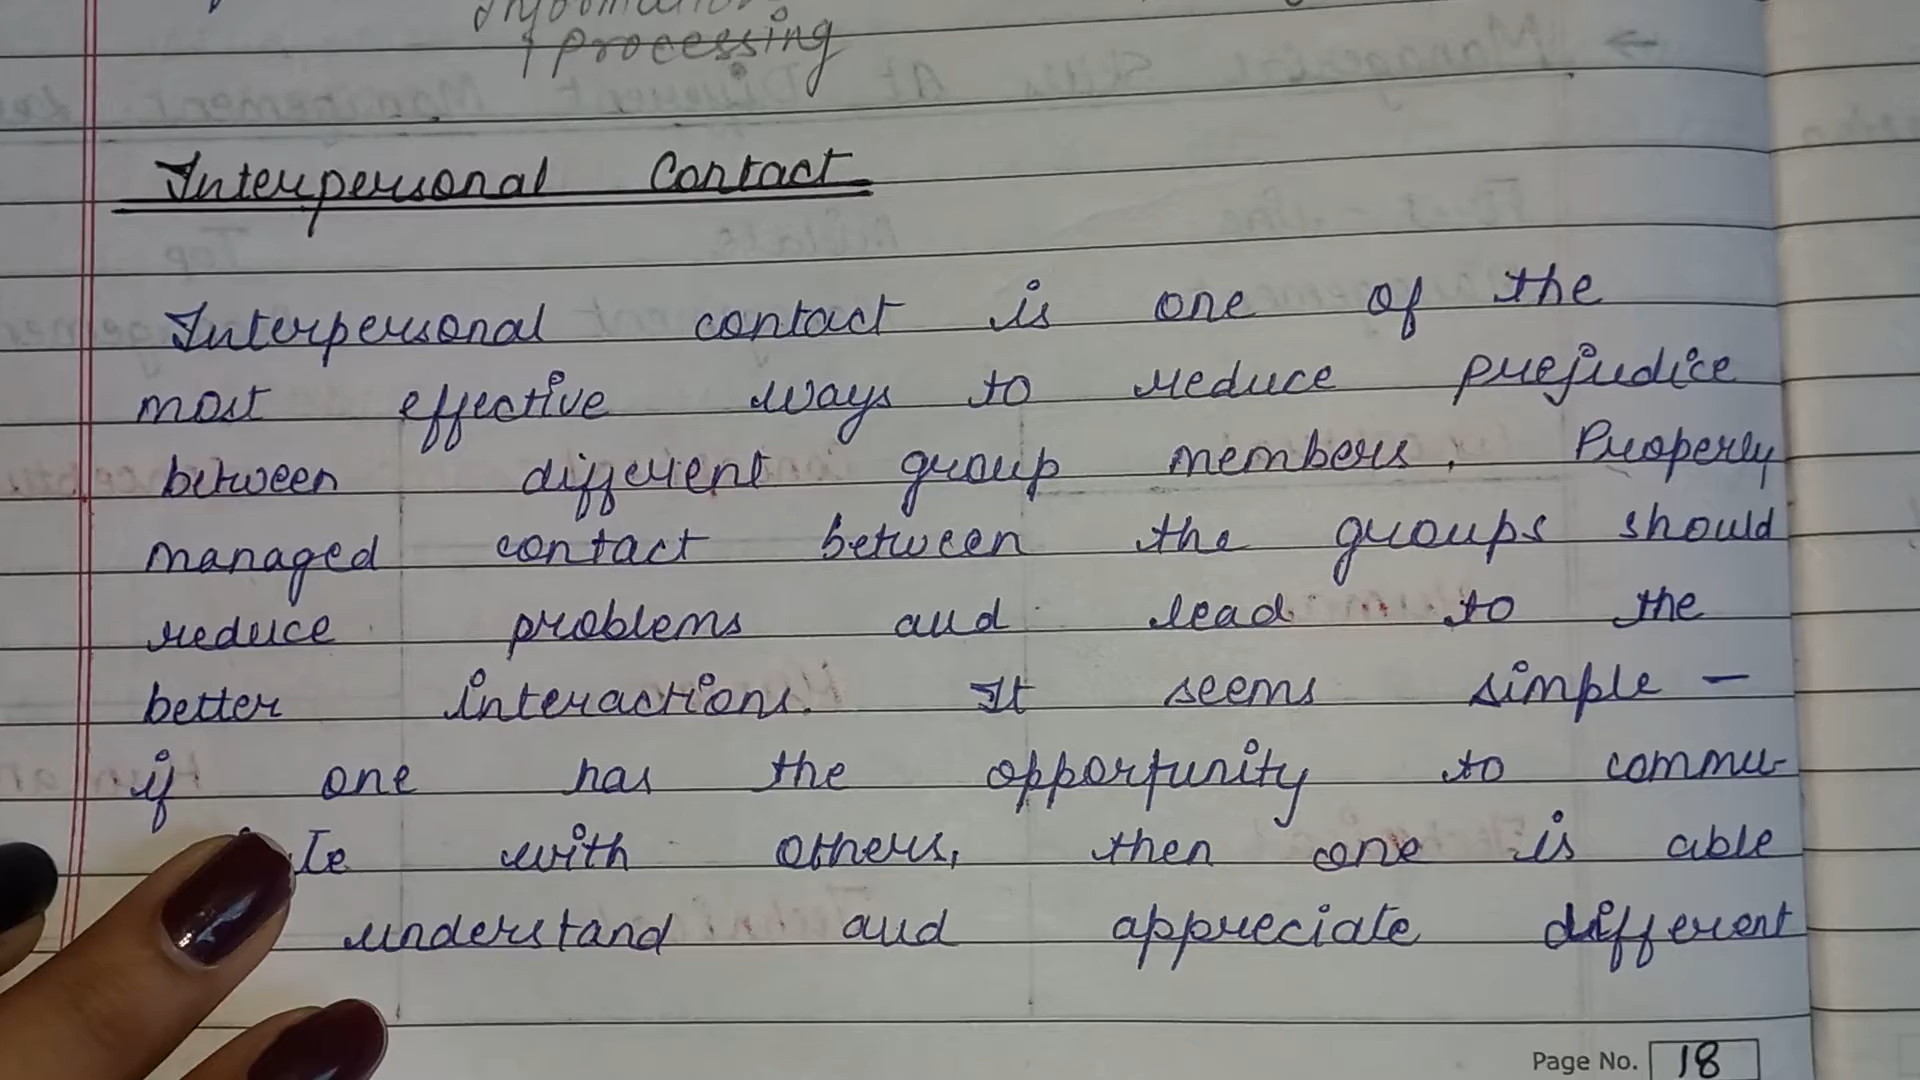 Processing
Interpersonal Contact
Interpersonal contact is one of the
most effective ways to reduce prejudice
between different group members. Properly
managed contact between the groups should
reduce problems and lead to the
better interactions. It seems simple -
if one has the opportunity to commu-
te with others, then one is able
understand and appreciate different
Page No. 18